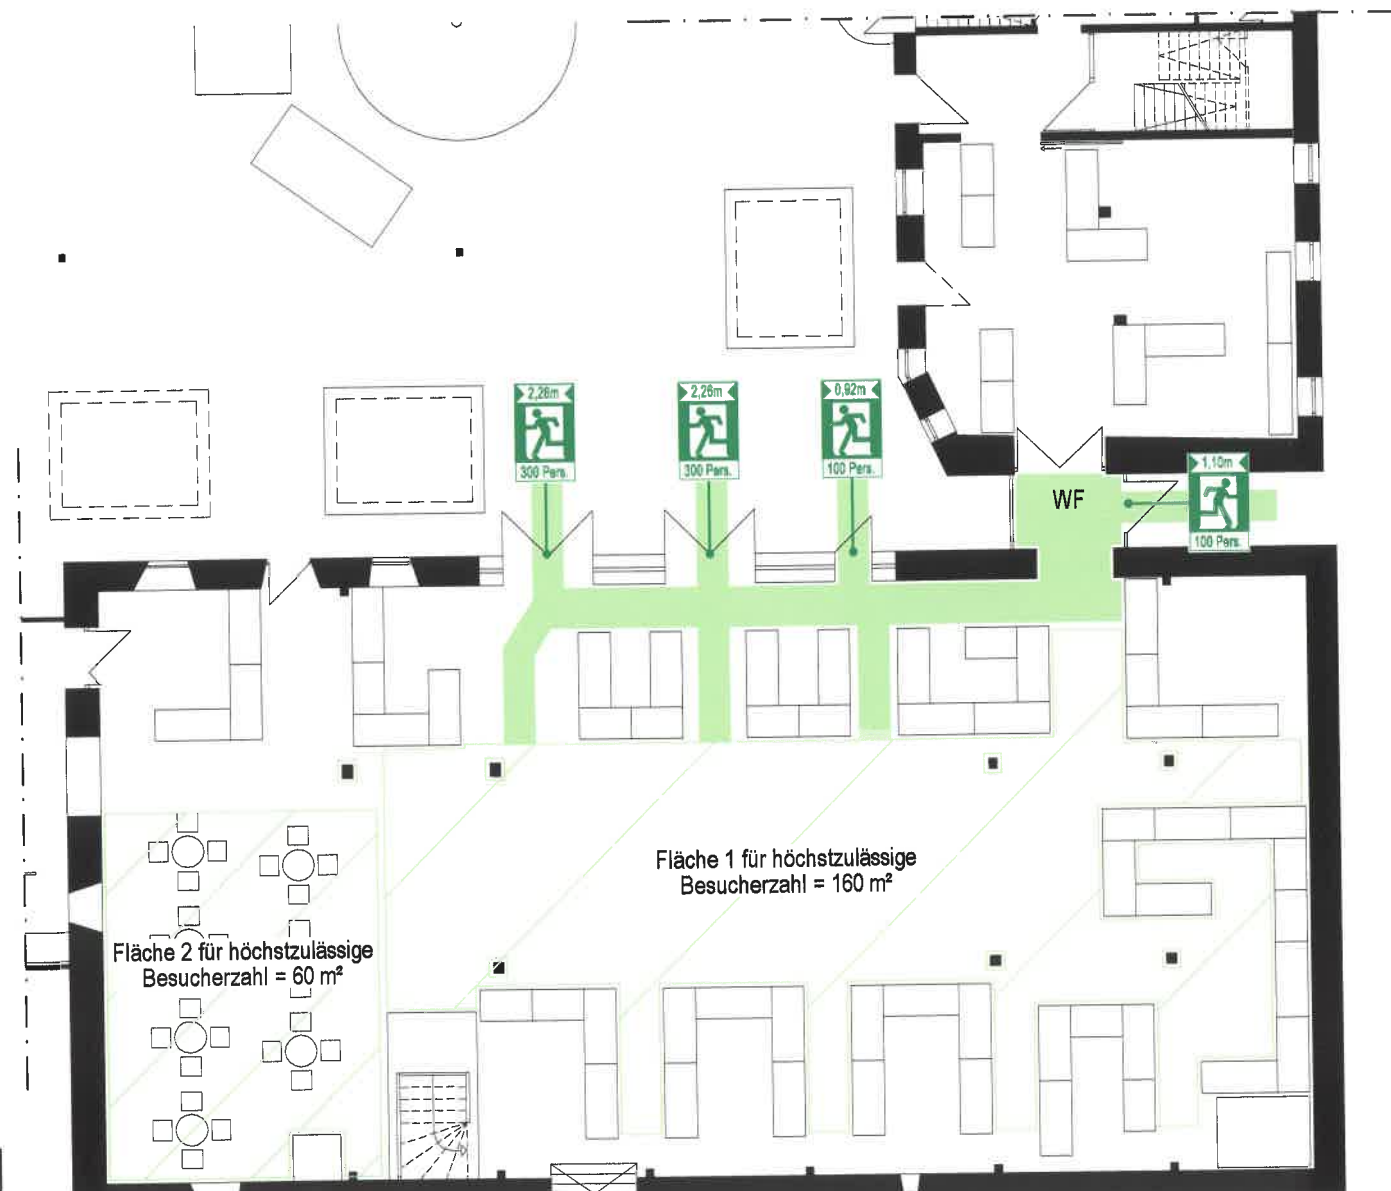 2,26m
2,26m
0,92m
300 Pers.
300 Pers.
100 Pers.
1,10m
WF
100 Pers.
Fläche 1 für höchstzulässige
Besucherzahl = 160 m²
Fläche 2 für höchstzulässige
Besucherzahl = 60 m²